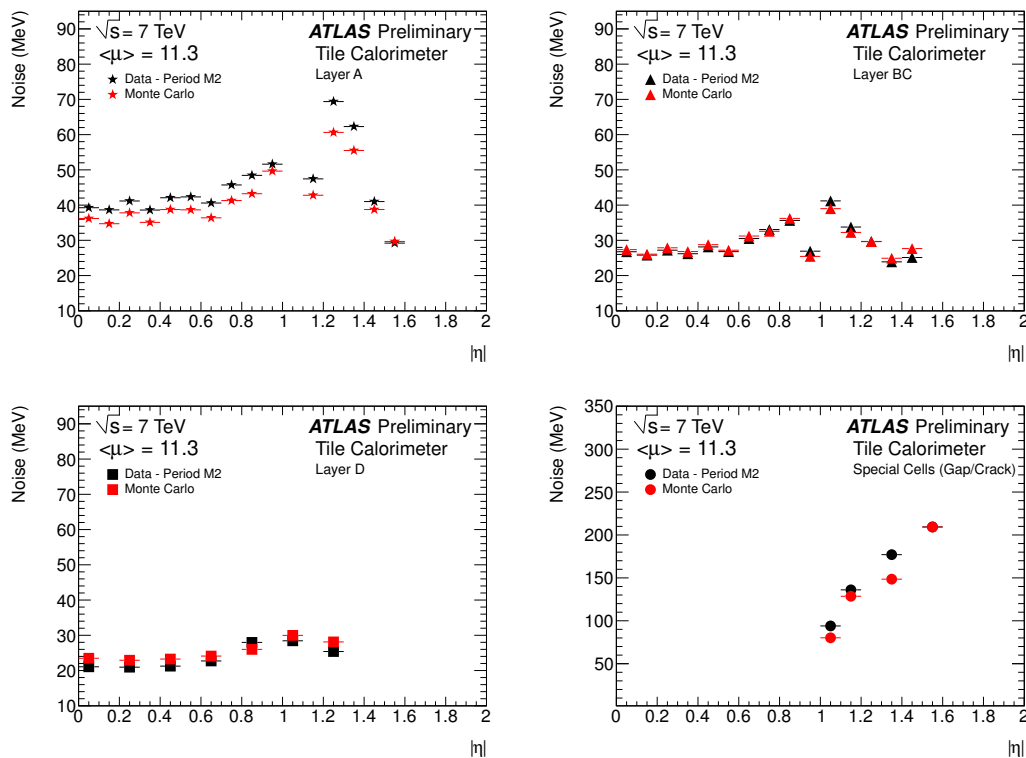 Noise (MeV)
90
80
70
60
50
40
30
20
10
√s = 7 TeV
<μ> = 11.3
Data - Period M2
Monte Carlo
ATLAS Preliminary
Tile Calorimeter
Layer A
0 0.2 0.4 0.6 0.8 1 1.2 1.4 1.6 1.8 2
|η|
Noise (MeV)
90
80
70
60
50
40
30
20
10
√s = 7 TeV
<μ> = 11.3
Data - Period M2
Monte Carlo
ATLAS Preliminary
Tile Calorimeter
Layer BC
0 0.2 0.4 0.6 0.8 1 1.2 1.4 1.6 1.8 2
|η|
Noise (MeV)
90
80
70
60
50
40
30
20
10
√s = 7 TeV
<μ> = 11.3
Data - Period M2
Monte Carlo
ATLAS Preliminary
Tile Calorimeter
Layer D
0 0.2 0.4 0.6 0.8 1 1.2 1.4 1.6 1.8 2
|η|
Noise (MeV)
350
300
250
200
150
100
50
√s = 7 TeV
<μ> = 11.3
Data - Period M2
Monte Carlo
ATLAS Preliminary
Tile Calorimeter
Special Cells (Gap/Crack)
0 0.2 0.4 0.6 0.8 1 1.2 1.4 1.6 1.8 2
|η|